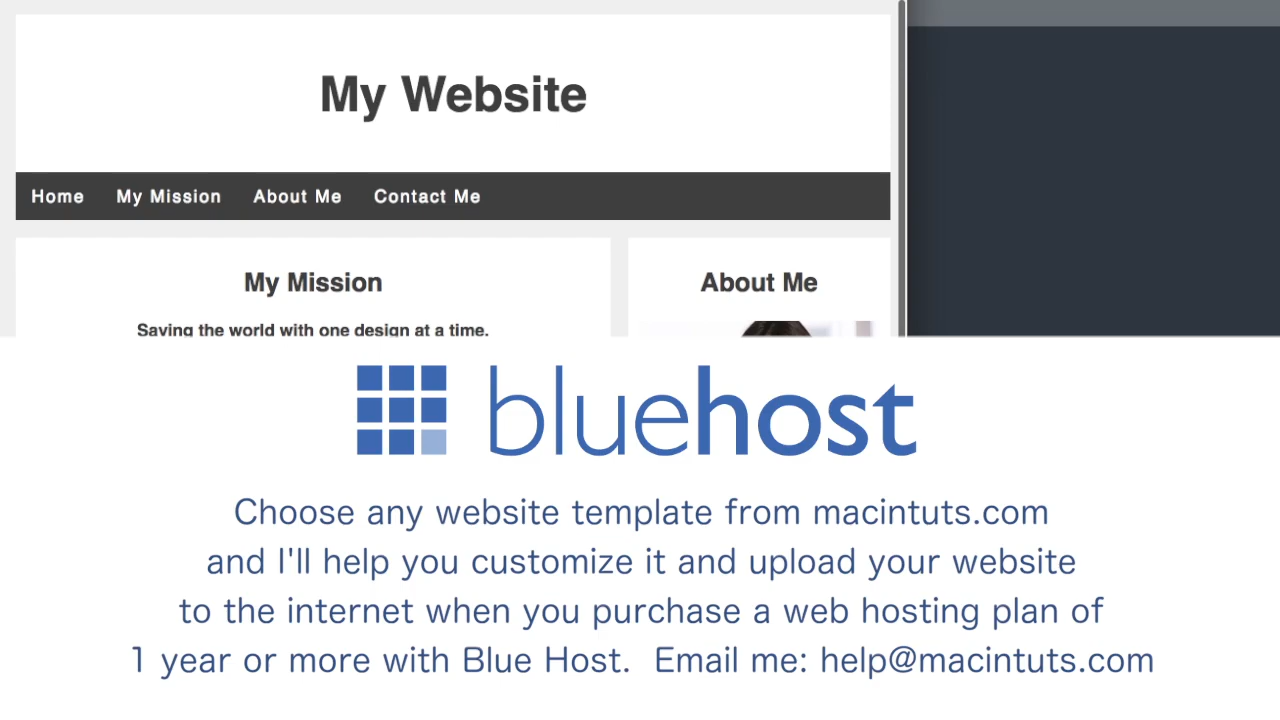 My Website
Home My Mission About Me Contact Me
My Mission
About Me
Saving the world with one design at a time.
bluehost
Choose any website template from macintuts.com
and I'll help you customize it and upload your website
to the internet when you purchase a web hosting plan of
1 year or more with Blue Host. Email me: help@macintuts.com